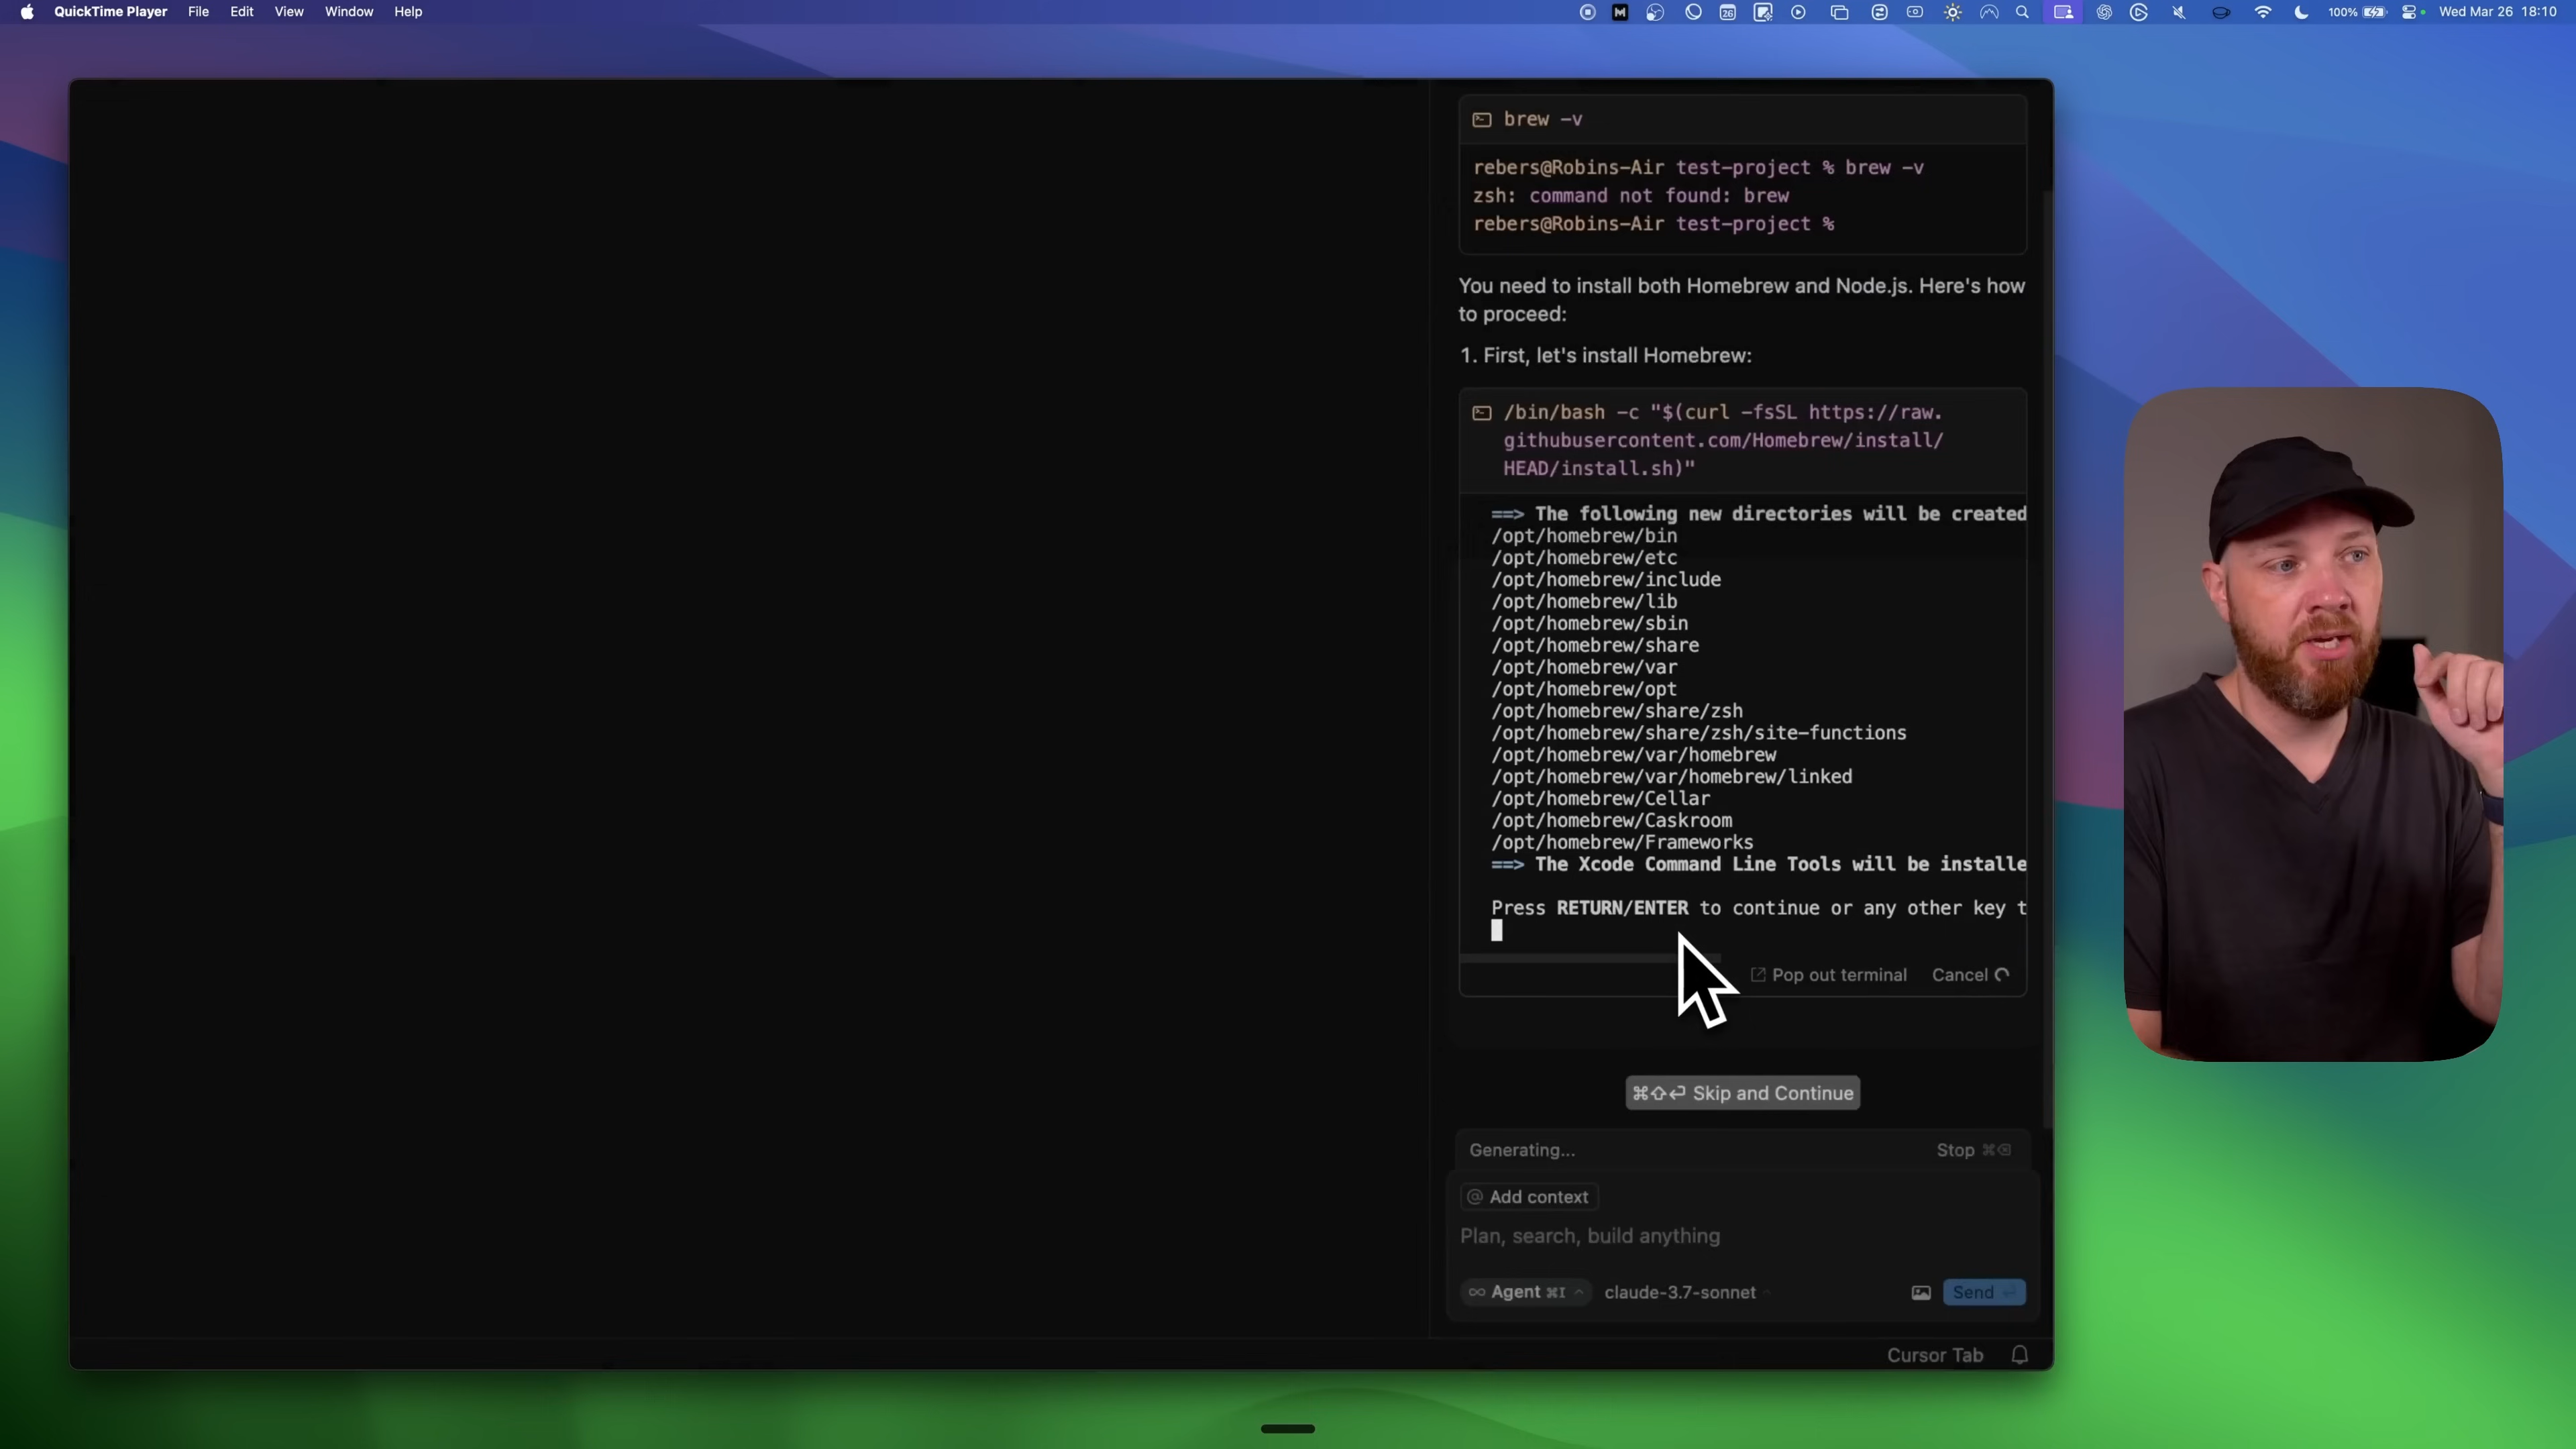 QuickTime Player File Edit View Window Help
26 100% Wed Mar 26 18:10
brew -v
rebers@Robins-Air test-project % brew -v
zsh: command not found: brew
rebers@Robins-Air test-project %
You need to install both Homebrew and Node.js. Here's how
to proceed:
1. First, let's install Homebrew:
/bin/bash -c "$(curl -fsSL https://raw.
githubusercontent.com/Homebrew/install/
HEAD/install.sh)"
==> The following new directories will be created
/opt/homebrew/bin
/opt/homebrew/etc
/opt/homebrew/include
/opt/homebrew/lib
/opt/homebrew/sbin
/opt/homebrew/share
/opt/homebrew/var
/opt/homebrew/opt
/opt/homebrew/share/zsh
/opt/homebrew/share/zsh/site-functions
/opt/homebrew/var/homebrew
/opt/homebrew/var/homebrew/linked
/opt/homebrew/Cellar
/opt/homebrew/Caskroom
/opt/homebrew/Frameworks
==> The Xcode Command Line Tools will be installe
Press RETURN/ENTER to continue or any other key t
Pop out terminal Cancel
⌘⇧⏎ Skip and Continue
Generating... Stop ⌘⌫
@ Add context
Plan, search, build anything
∞ Agent ⌘I claude-3.7-sonnet Send
Cursor Tab